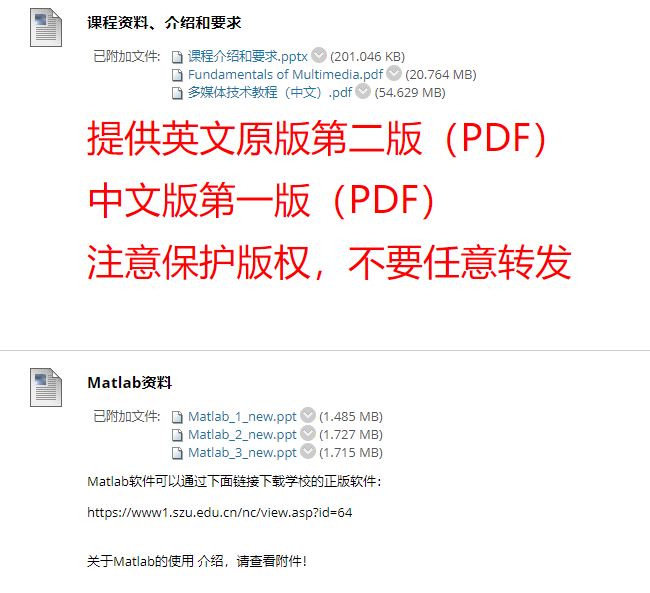 课程资料、介绍和要求
已附加文件: 课程介绍和要求.pptx (201.046 KB)
Fundamentals of Multimedia.pdf (20.764 MB)
多媒体技术教程（中文）.pdf (54.629 MB)
提供英文原版第二版（PDF）
中文版第一版（PDF）
注意保护版权，不要任意转发
Matlab资料
已附加文件: Matlab_1_new.ppt (1.485 MB)
Matlab_2_new.ppt (1.727 MB)
Matlab_3_new.ppt (1.715 MB)
Matlab软件可以通过下面链接下载学校的正版软件：
https://www1.szu.edu.cn/nc/view.asp?id=64
关于Matlab的使用 介绍，请查看附件！